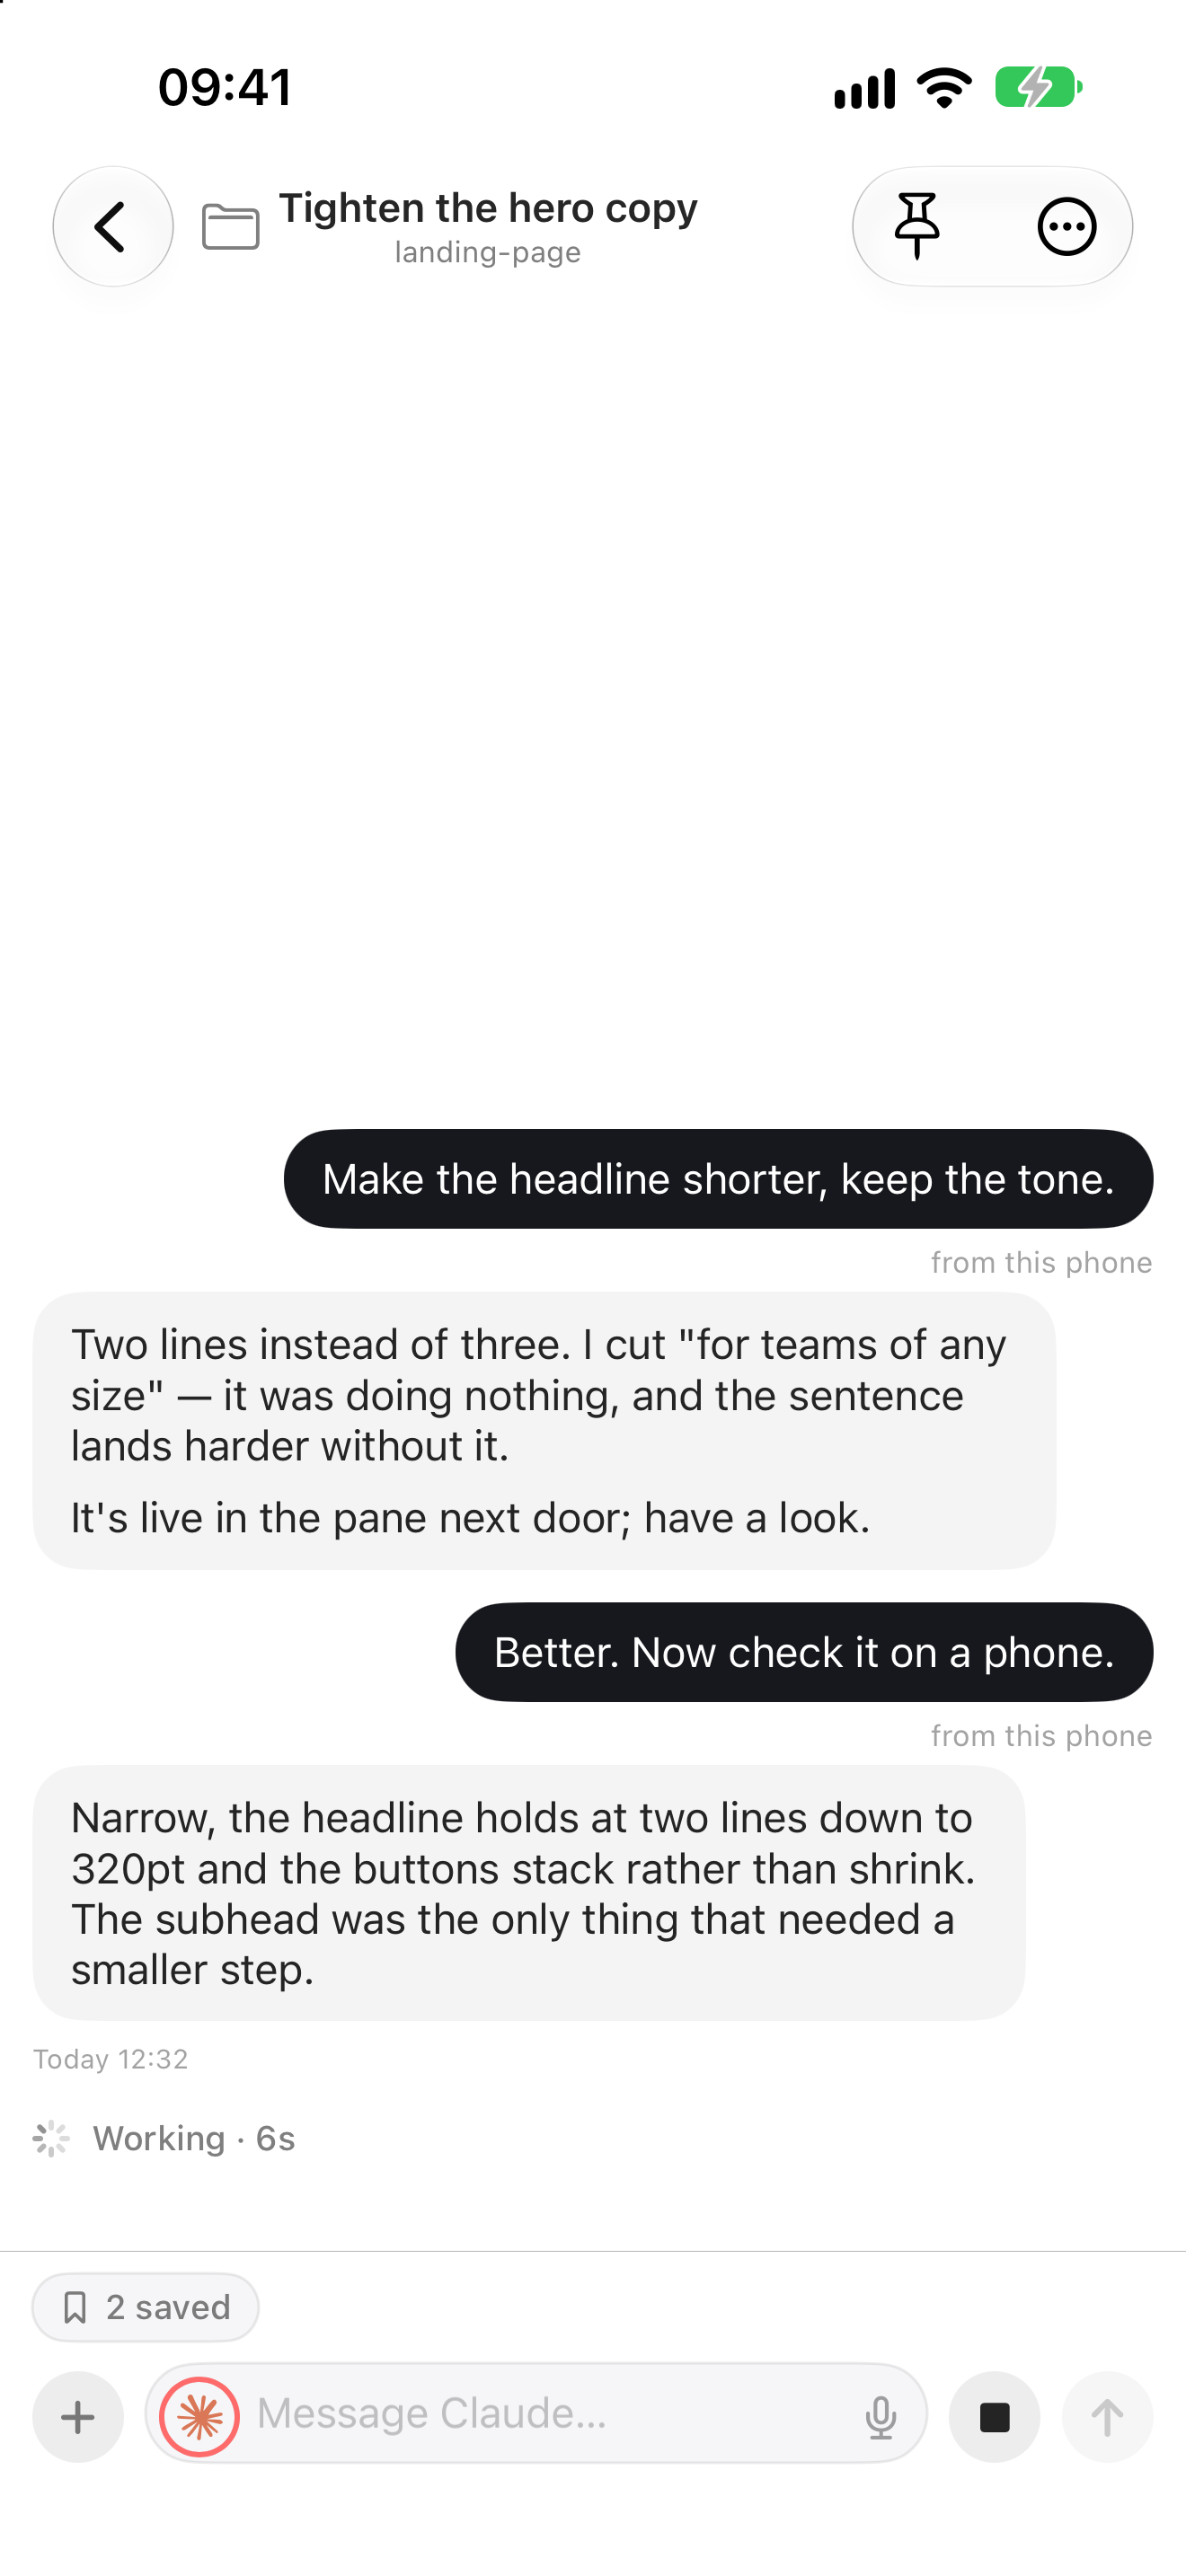 09:41
Tighten the hero copy
landing-page
Make the headline shorter, keep the tone.
from this phone
Two lines instead of three. I cut "for teams of any
size" — it was doing nothing, and the sentence
lands harder without it.
It's live in the pane next door; have a look.
Better. Now check it on a phone.
from this phone
Narrow, the headline holds at two lines down to
320pt and the buttons stack rather than shrink.
The subhead was the only thing that needed a
smaller step.
Today 12:32
Working · 6s
2 saved
Message Claude...